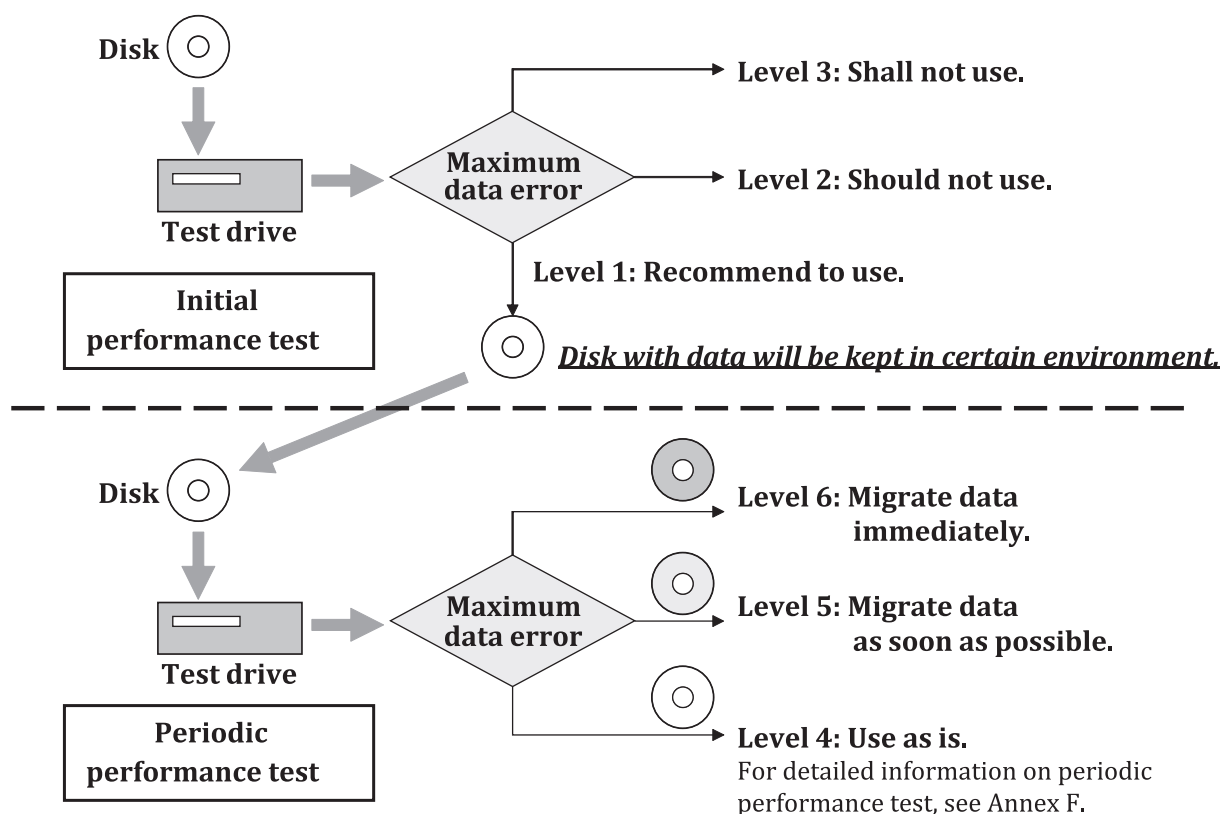 Disk
Level 3: Shall not use.
Maximum
data error
Level 2: Should not use.
Test drive
Level 1: Recommend to use.
Initial
performance test
Disk with data will be kept in certain environment.
Disk
Level 6: Migrate data
immediately.
Maximum
data error
Level 5: Migrate data
as soon as possible.
Test drive
Periodic
performance test
Level 4: Use as is.
For detailed information on periodic
performance test, see Annex F.